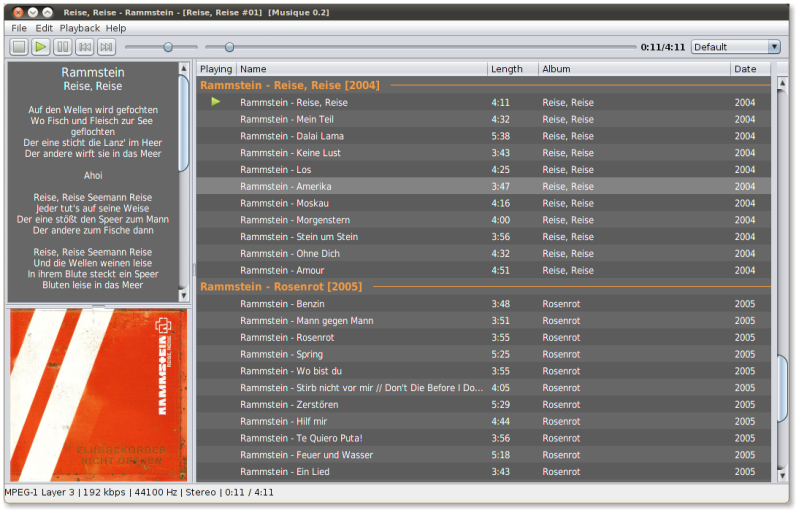 Reise, Reise - Rammstein - [Reise, Reise #01] [Musique 0.2]
File Edit Playback Help
0:11/4:11 Default
Rammstein
Reise, Reise
Auf den Wellen wird gefochten
Wo Fisch und Fleisch zur See
geflochten
Der eine sticht die Lanz' im Heer
Der andere wirft sie in das Meer
Ahoi
Reise, Reise Seemann Reise
Jeder tut's auf seine Weise
Der eine stößt den Speer zum Mann
Der andere zum Fische dann
Reise, Reise Seemann Reise
Und die Wellen weinen leise
In ihrem Blute steckt ein Speer
Bluten leise in das Meer
RAMMSTEIN
REISE, REISE
FLUGREKORDER
NICHT ÖFFNEN
Playing Name Length Album Date
Rammstein - Reise, Reise [2004]
Rammstein - Reise, Reise 4:11 Reise, Reise 2004
Rammstein - Mein Teil 4:32 Reise, Reise 2004
Rammstein - Dalai Lama 5:38 Reise, Reise 2004
Rammstein - Keine Lust 3:43 Reise, Reise 2004
Rammstein - Los 4:25 Reise, Reise 2004
Rammstein - Amerika 3:47 Reise, Reise 2004
Rammstein - Moskau 4:16 Reise, Reise 2004
Rammstein - Morgenstern 4:00 Reise, Reise 2004
Rammstein - Stein um Stein 3:56 Reise, Reise 2004
Rammstein - Ohne Dich 4:32 Reise, Reise 2004
Rammstein - Amour 4:51 Reise, Reise 2004
Rammstein - Rosenrot [2005]
Rammstein - Benzin 3:48 Rosenrot 2005
Rammstein - Mann gegen Mann 3:51 Rosenrot 2005
Rammstein - Rosenrot 3:55 Rosenrot 2005
Rammstein - Spring 5:25 Rosenrot 2005
Rammstein - Wo bist du 3:55 Rosenrot 2005
Rammstein - Stirb nicht vor mir // Don't Die Before I Do... 4:05 Rosenrot 2005
Rammstein - Zerstören 5:29 Rosenrot 2005
Rammstein - Hilf mir 4:44 Rosenrot 2005
Rammstein - Te Quiero Puta! 3:56 Rosenrot 2005
Rammstein - Feuer und Wasser 5:18 Rosenrot 2005
Rammstein - Ein Lied 3:43 Rosenrot 2005
MPEG-1 Layer 3 | 192 kbps | 44100 Hz | Stereo | 0:11 / 4:11